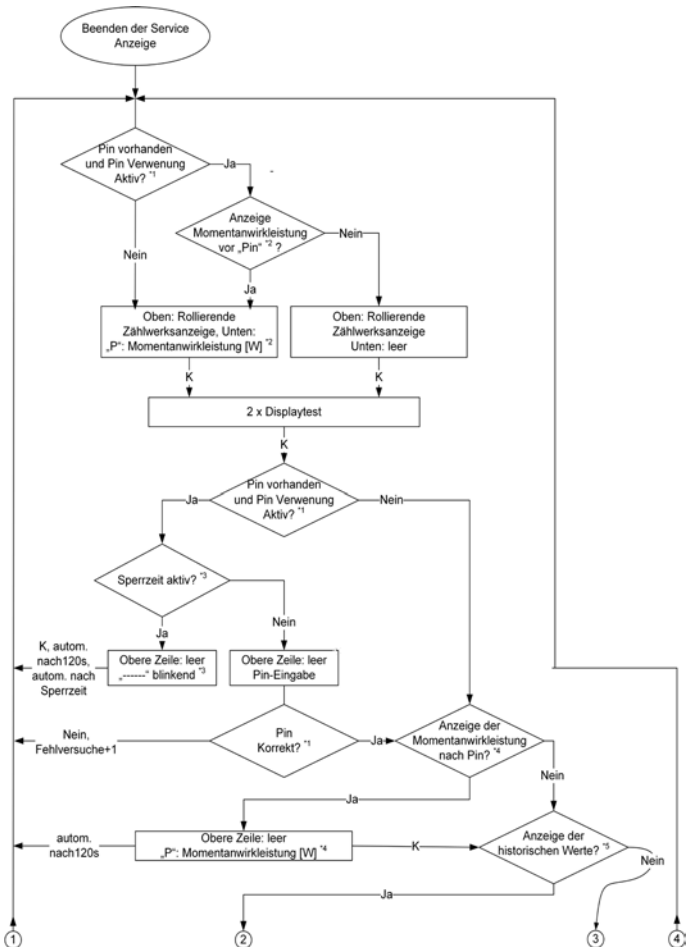 Beenden der Service
Anzeige
Pin vorhanden
und Pin Verwenung
Aktiv? *1
Ja
Nein
Anzeige
Momentanwirkleistung
vor „Pin“ *2 ?
Nein
Ja
Oben: Rollierende
Zählwerksanzeige, Unten:
„P“: Momentanwirkleistung [W] *2
Oben: Rollierende
Zählwerksanzeige
Unten: leer
K
K
2 x Displaytest
K
Pin vorhanden
und Pin Verwenung
Aktiv? *1
Ja
Nein
Sperrzeit aktiv? *3
Ja
Nein
K, autom.
nach120s,
autom. nach
Sperrzeit
Obere Zeile: leer
„------“ blinkend *3
Obere Zeile: leer
Pin-Eingabe
Nein,
Fehlversuche+1
Pin
Korrekt? *1
Ja
Anzeige der
Momentanwirkleistung
nach Pin? *4
Ja
Nein
autom.
nach120s
Obere Zeile: leer
„P“: Momentanwirkleistung [W] *4
K
Anzeige der
historischen Werte? *5
Ja
Nein
1
2
3
4